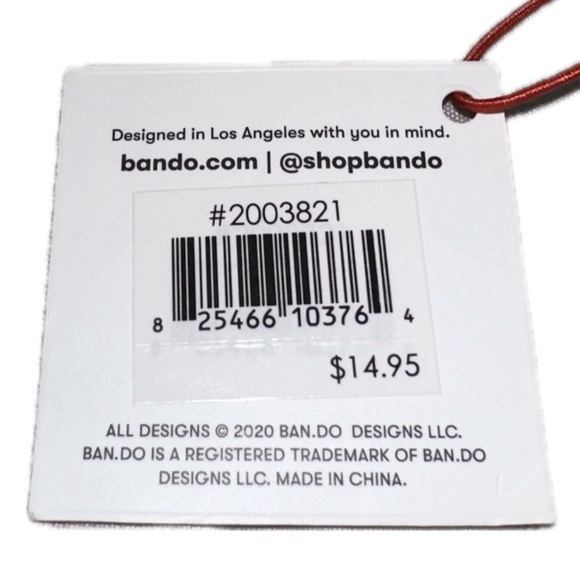 Designed in Los Angeles with you in mind.
bando.com | @shopbando
#2003821
8 25466 10376 4
$14.95
ALL DESIGNS © 2020 BAN.DO DESIGNS LLC.
BAN.DO IS A REGISTERED TRADEMARK OF BAN.DO
DESIGNS LLC. MADE IN CHINA.